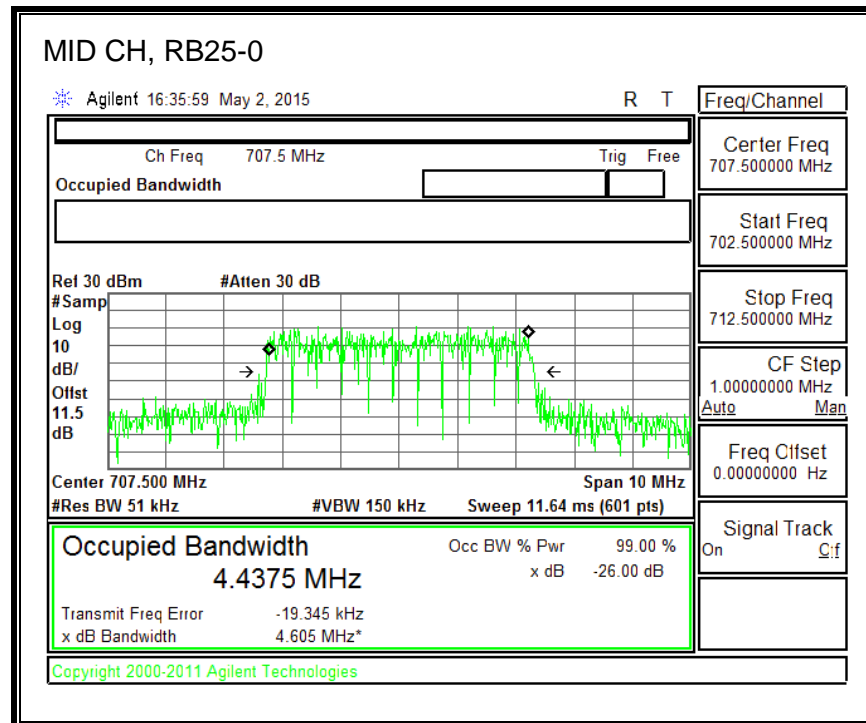 MID CH, RB25-0
Agilent 16:35:59 May 2, 2015 R T
Freq/Channel
Ch Freq 707.5 MHz Trig Free
Occupied Bandwidth
Center Freq
707.500000 MHz
Start Freq
702.500000 MHz
Stop Freq
712.500000 MHz
CF Step
1.00000000 MHz
Auto Man
Freq Offset
0.00000000 Hz
Signal Track
On Off
Ref 30 dBm #Atten 30 dB
#Samp
Log
10
dB/
Offst
11.5
dB
Center 707.500 MHz Span 10 MHz
#Res BW 51 kHz #VBW 150 kHz Sweep 11.64 ms (601 pts)
Occupied Bandwidth
4.4375 MHz
Occ BW % Pwr 99.00 %
x dB -26.00 dB
Transmit Freq Error -19.345 kHz
x dB Bandwidth 4.605 MHz*
Copyright 2000-2011 Agilent Technologies